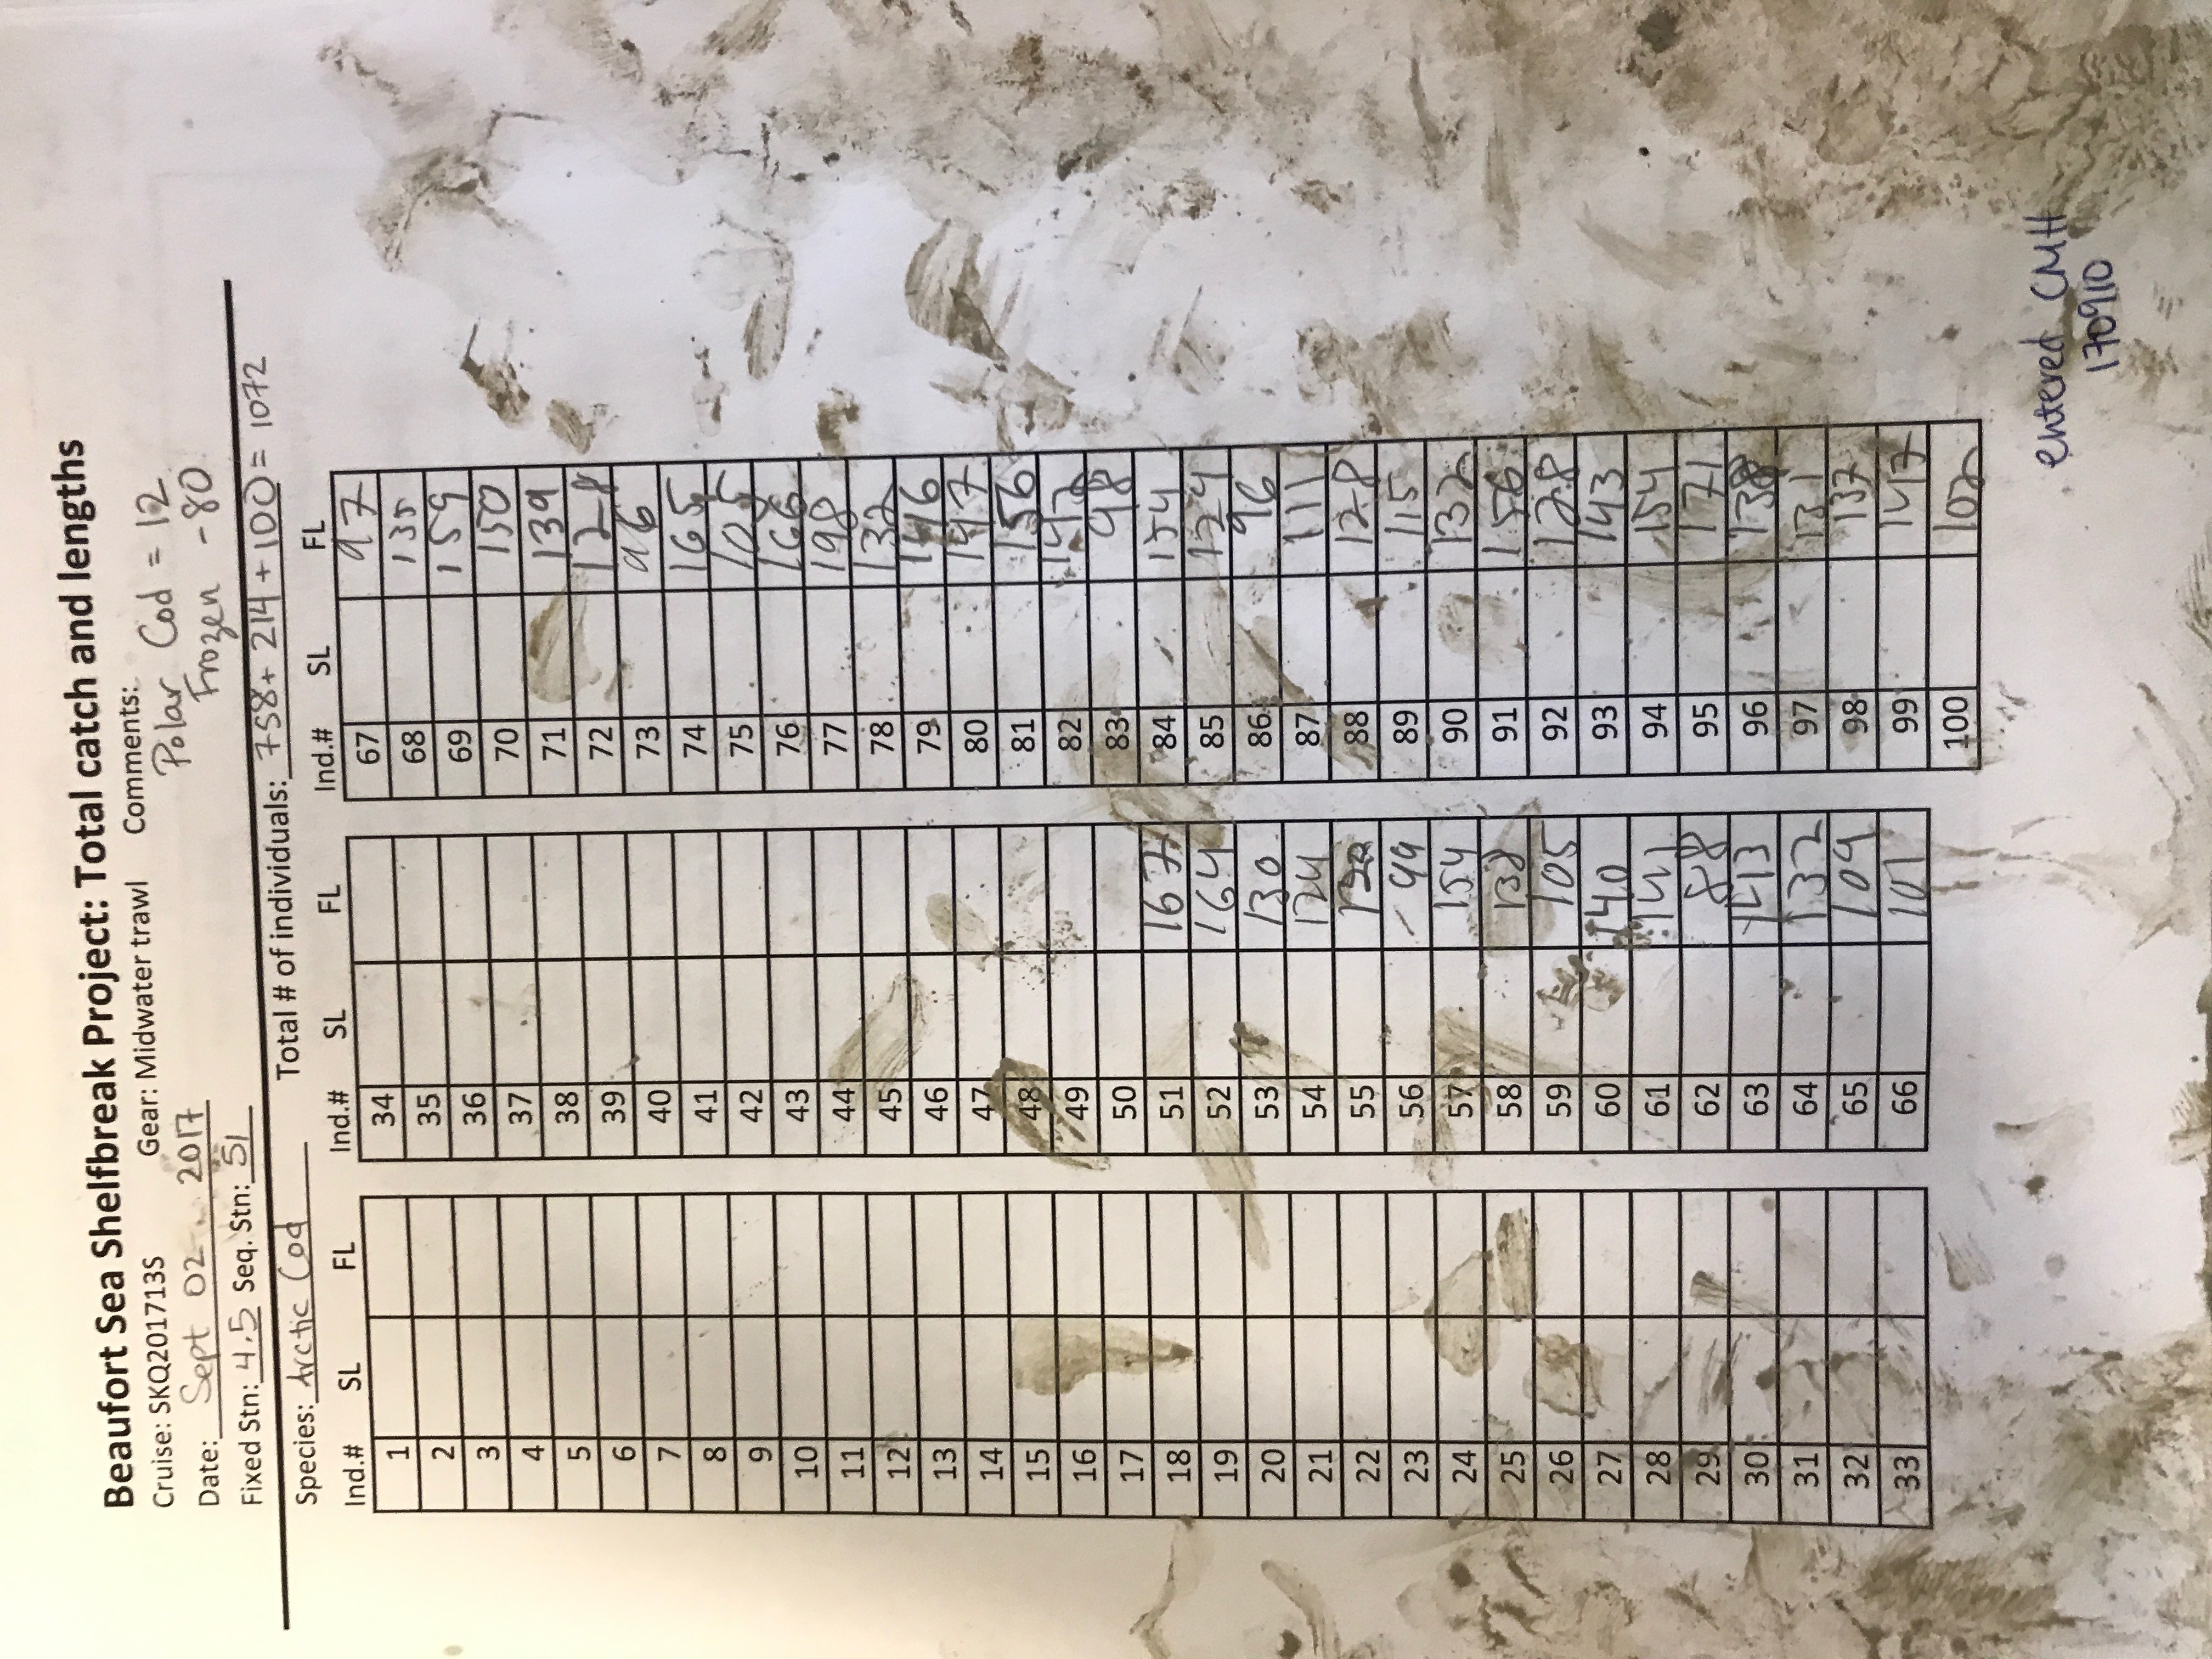 Beaufort Sea Shelfbreak Project: Total catch and lengths
Cruise: SKQ201713S Gear: Midwater trawl Comments:
Polar Cod = 12
Date: Sept 02 2017 Frozen -80
Fixed Stn: 4.5 Seq. Stn: 51
Species: Arctic Cod Total # of individuals: 758 + 214 + 100 = 1072
Ind.# SL FL Ind.# SL FL Ind.# SL FL
1 34 67 97
2 35 68 135
3 36 69 159
4 37 70 150
5 38 71 139
6 39 72 128
7 40 73 96
8 41 74 165
9 42 75 105
10 43 76 166
11 44 77 198
12 45 78 132
13 46 79 146
14 47 80 147
15 48 81 156
16 49 82
17 50 83 98
18 51 167 84 154
19 52 164 85 124
20 53 130 86 96
21 54 124 87 111
22 55 88 128
23 56 99 89 115
24 57 154 90 132
25 58 138 91 156
26 59 105 92 128
27 60 140 93 143
28 61 141 94 154
29 62 88 95 171
30 63 143 96 138
31 64 132 97 131
32 65 109 98 137
33 66 101 99 147
100 102
entered CMH
170910